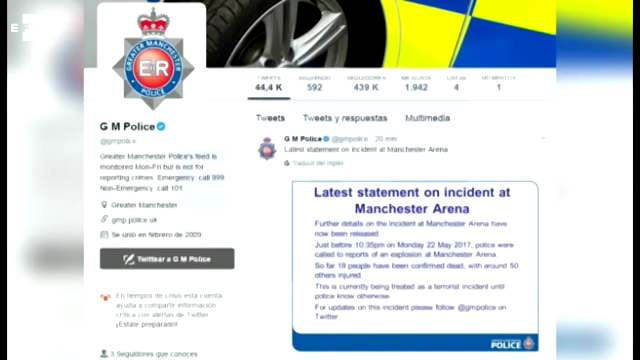 E
GREATER MANCHESTER
E R
POLICE
TWEETS SIGUIENDO SEGUIDORES ME GUSTA LISTAS MOMENTOS
44,4 K 592 439 K 1.942 4 1
Tweets Tweets y respuestas Multimedia
G M Police
@gmpolice
Greater Manchester Police's feed is
monitored Mon-Fri but is not for
reporting crimes. Emergency: call 999.
Non-Emergency: call 101
Greater Manchester
gmp.police.uk
Se unió en febrero de 2009
Twittear a G M Police
En tiempos de crisis esta cuenta
ayuda a compartir información
crítica con alertas de Twitter.
¡Estate preparado!
3 Seguidores que conoces
G M Police @gmpolice · 20 min
Latest statement on incident at Manchester Arena
Traducir del inglés
Latest statement on incident at
Manchester Arena
Further details on the incident at Manchester Arena have
now been released.
Just before 10.35pm on Monday 22 May 2017, police were
called to reports of an explosion at Manchester Arena.
So far 19 people have been confirmed dead, with around 50
others injured.
This is currently being treated as a terrorist incident until
police know otherwise.
For updates on this incident please follow @gmpolice on
Twitter
POLICE